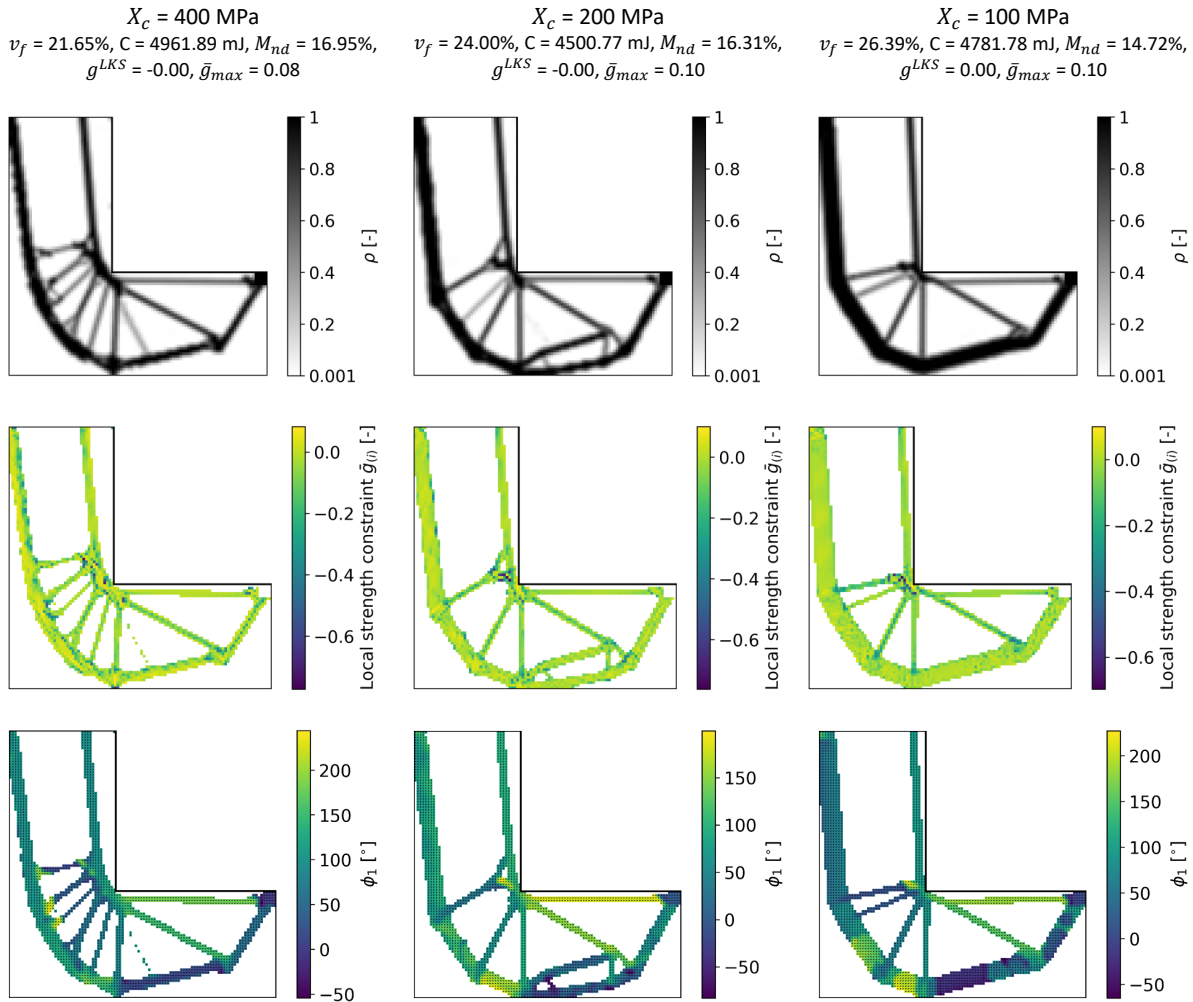 X_c = 400 MPa
v_f = 21.65%, C = 4961.89 mJ, M_nd = 16.95%,
g^LKS = -0.00, ḡ_max = 0.08
X_c = 200 MPa
v_f = 24.00%, C = 4500.77 mJ, M_nd = 16.31%,
g^LKS = -0.00, ḡ_max = 0.10
X_c = 100 MPa
v_f = 26.39%, C = 4781.78 mJ, M_nd = 14.72%,
g^LKS = 0.00, ḡ_max = 0.10
1
0.8
0.6
0.4
0.2
0.001
ρ [-]
1
0.8
0.6
0.4
0.2
0.001
ρ [-]
1
0.8
0.6
0.4
0.2
0.001
ρ [-]
0.0
−0.2
−0.4
−0.6
Local strength constraint ḡ_(i) [-]
0.0
−0.2
−0.4
−0.6
Local strength constraint ḡ_(i) [-]
0.0
−0.2
−0.4
−0.6
Local strength constraint ḡ_(i) [-]
200
150
100
50
0
−50
ϕ_1 [°]
150
100
50
0
−50
ϕ_1 [°]
200
150
100
50
0
−50
ϕ_1 [°]